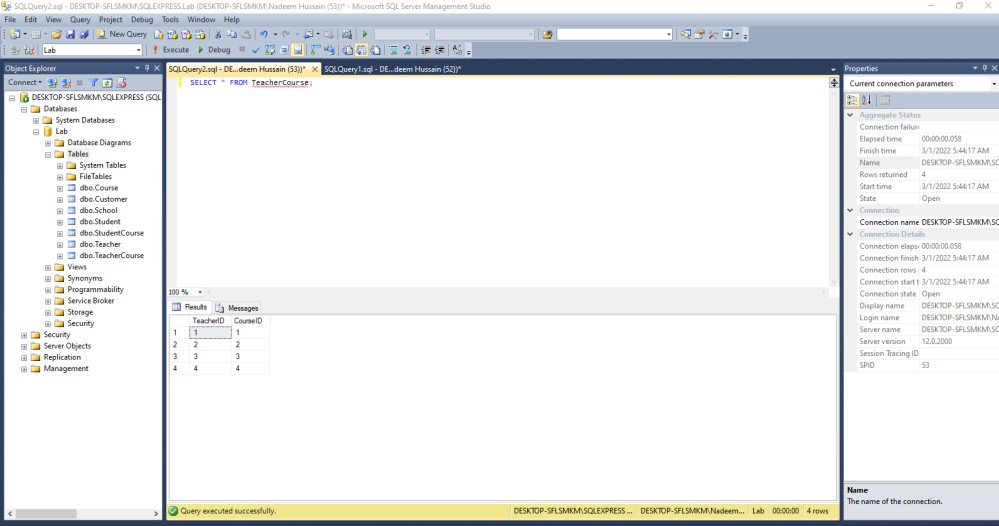 SQLQuery2.sql - DESKTOP-SFLSMKM\SQLEXPRESS.Lab (DESKTOP-SFLSMKM\Nadeem Hussain (53))* - Microsoft SQL Server Management Studio
File Edit View Query Project Debug Tools Window Help
New Query
Lab Execute Debug
Object Explorer
Connect
DESKTOP-SFLSMKM\SQLEXPRESS (SQL
Databases
System Databases
Lab
Database Diagrams
Tables
System Tables
FileTables
dbo.Course
dbo.Customer
dbo.School
dbo.Student
dbo.StudentCourse
dbo.Teacher
dbo.TeacherCourse
Views
Synonyms
Programmability
Service Broker
Storage
Security
Security
Server Objects
Replication
Management
SQLQuery2.sql - DE...deem Hussain (53))* SQLQuery1.sql - DE...deem Hussain (52))*
SELECT * FROM TeacherCourse;
100 %
Results Messages
TeacherID CourseID
1 1 1
2 2 2
3 3 3
4 4 4
Query executed successfully. DESKTOP-SFLSMKM\SQLEXPRESS ... DESKTOP-SFLSMKM\Nadeem... Lab 00:00:00 4 rows
Properties
Current connection parameters
Aggregate Status
Connection failure
Elapsed time 00:00:00.058
Finish time 3/1/2022 5:44:17 AM
Name DESKTOP-SFLSMKM\SC
Rows returned 4
Start time 3/1/2022 5:44:17 AM
State Open
Connection
Connection name DESKTOP-SFLSMKM\SC
Connection Details
Connection elaps 00:00:00.058
Connection finish 3/1/2022 5:44:17 AM
Connection rows 4
Connection start t 3/1/2022 5:44:17 AM
Connection state Open
Display name DESKTOP-SFLSMKM\SC
Login name DESKTOP-SFLSMKM\Na
Server name DESKTOP-SFLSMKM\SC
Server version 12.0.2000
Session Tracing ID
SPID 53
Name
The name of the connection.